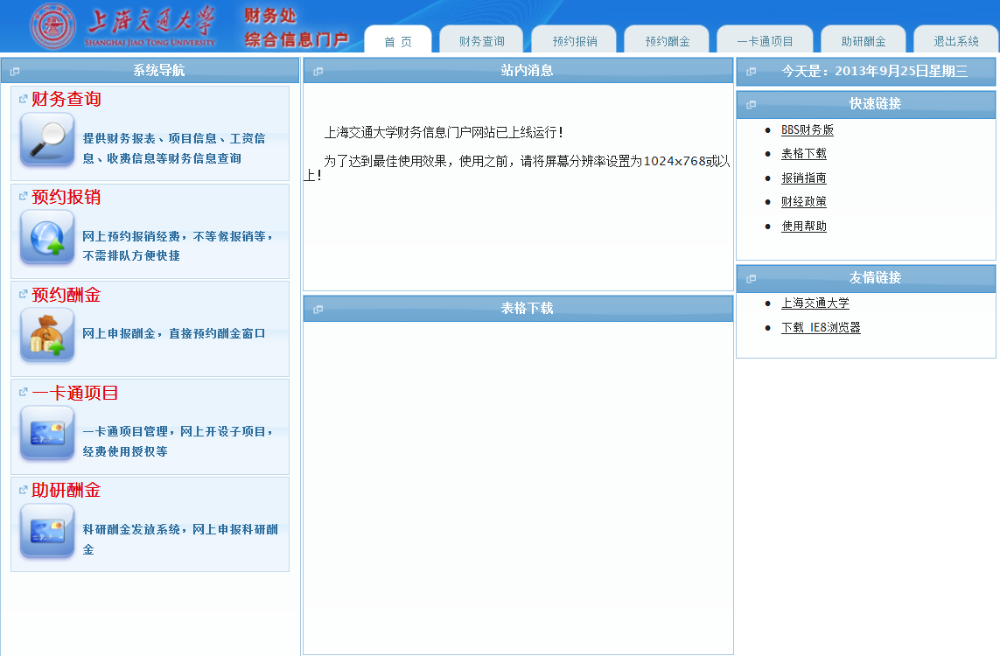 上海交通大学
SHANGHAI JIAO TONG UNIVERSITY
财务处
综合信息门户
首 页
财务查询
预约报销
预约酬金
一卡通项目
助研酬金
退出系统
系统导航
财务查询
提供财务报表、项目信息、工资信
息、收费信息等财务信息查询
预约报销
网上预约报销经费，不等候报销等，
不需排队方便快捷
预约酬金
网上申报酬金，直接预约酬金窗口
一卡通项目
一卡通项目管理，网上开设子项目，
经费使用授权等
助研酬金
科研酬金发放系统，网上申报科研酬
金
站内消息
上海交通大学财务信息门户网站已上线运行！
为了达到最佳使用效果，使用之前，请将屏幕分辨率设置为1024x768或以
上！
表格下载
今天是：2013年9月25日星期三
快速链接
BBS财务版
表格下载
报销指南
财经政策
使用帮助
友情链接
上海交通大学
下载 IE8浏览器